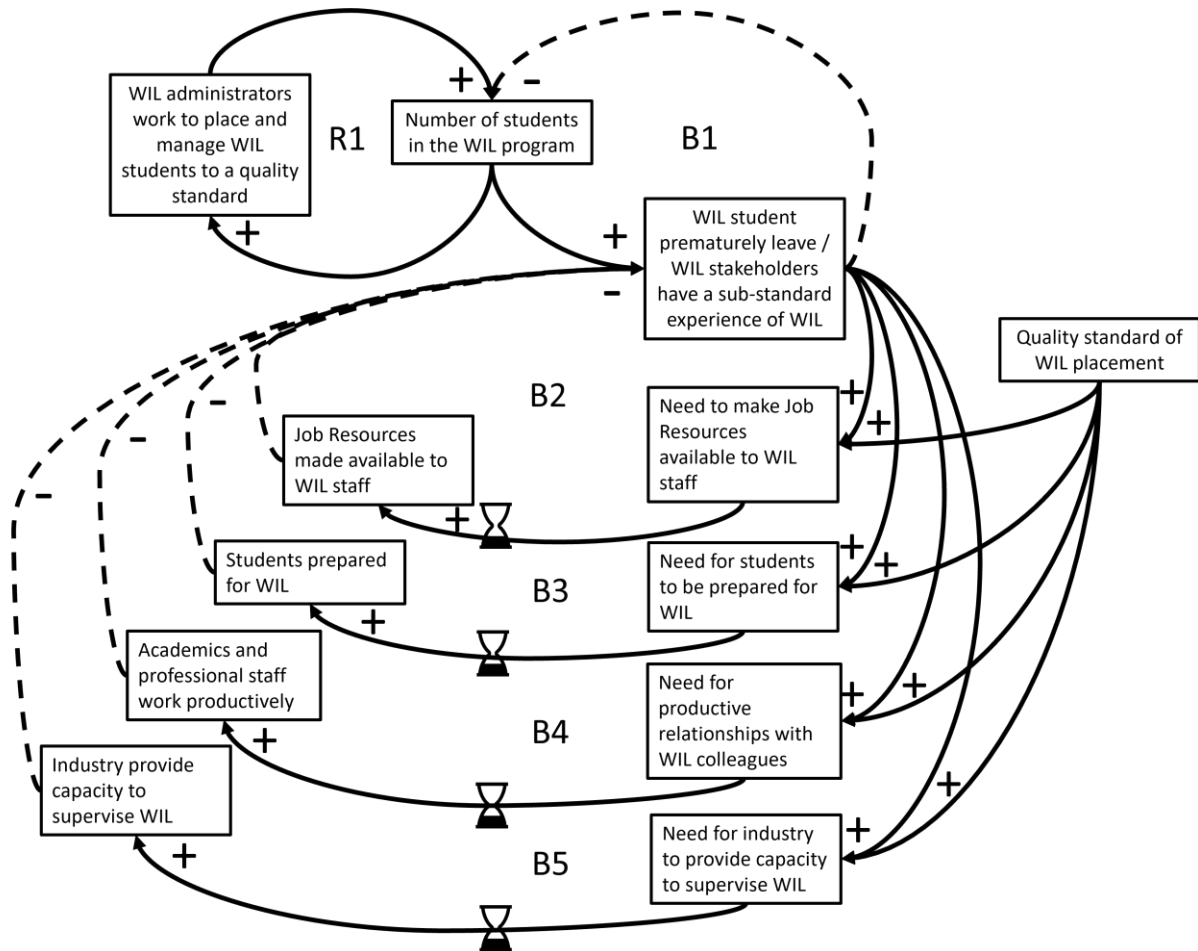 +
-
WIL administrators
work to place and
manage WIL
students to a quality
standard
R1
Number of students
in the WIL program
B1
+
+
-
WIL student
prematurely leave /
WIL stakeholders
have a sub-standard
experience of WIL
Quality standard of
WIL placement
B2
-
-
-
Job Resources
made available to
WIL staff
+
+
Need to make Job
Resources
available to WIL
staff
+
Students prepared
for WIL
+
B3
+
+
Need for students
to be prepared for
WIL
Academics and
professional staff
work productively
+
B4
+
+
Need for
productive
relationships with
WIL colleagues
Industry provide
capacity to
supervise WIL
+
B5
+
+
Need for industry
to provide capacity
to supervise WIL